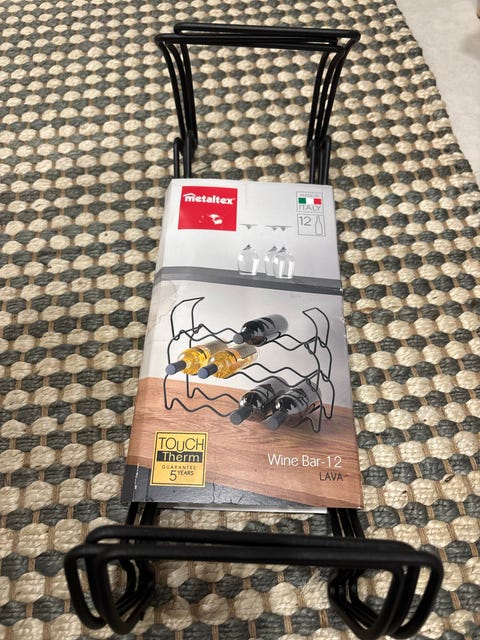 metaltex
MADE IN
ITALY
12
TOUCH
Therm
GUARANTEE
5 YEARS
Wine Bar-12
LAVA